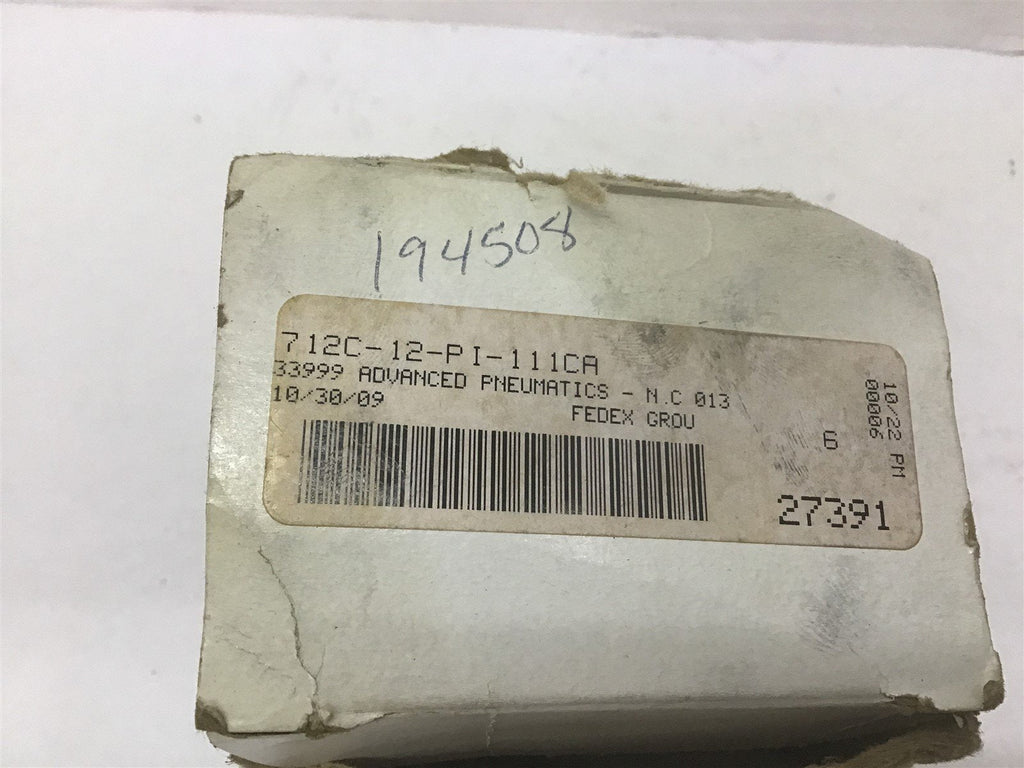 194508
712C-12-PI-111CA
33999 ADVANCED PNEUMATICS - N.C 013
10/30/09
FEDEX GROU
6
27391
10/22 PM
00006